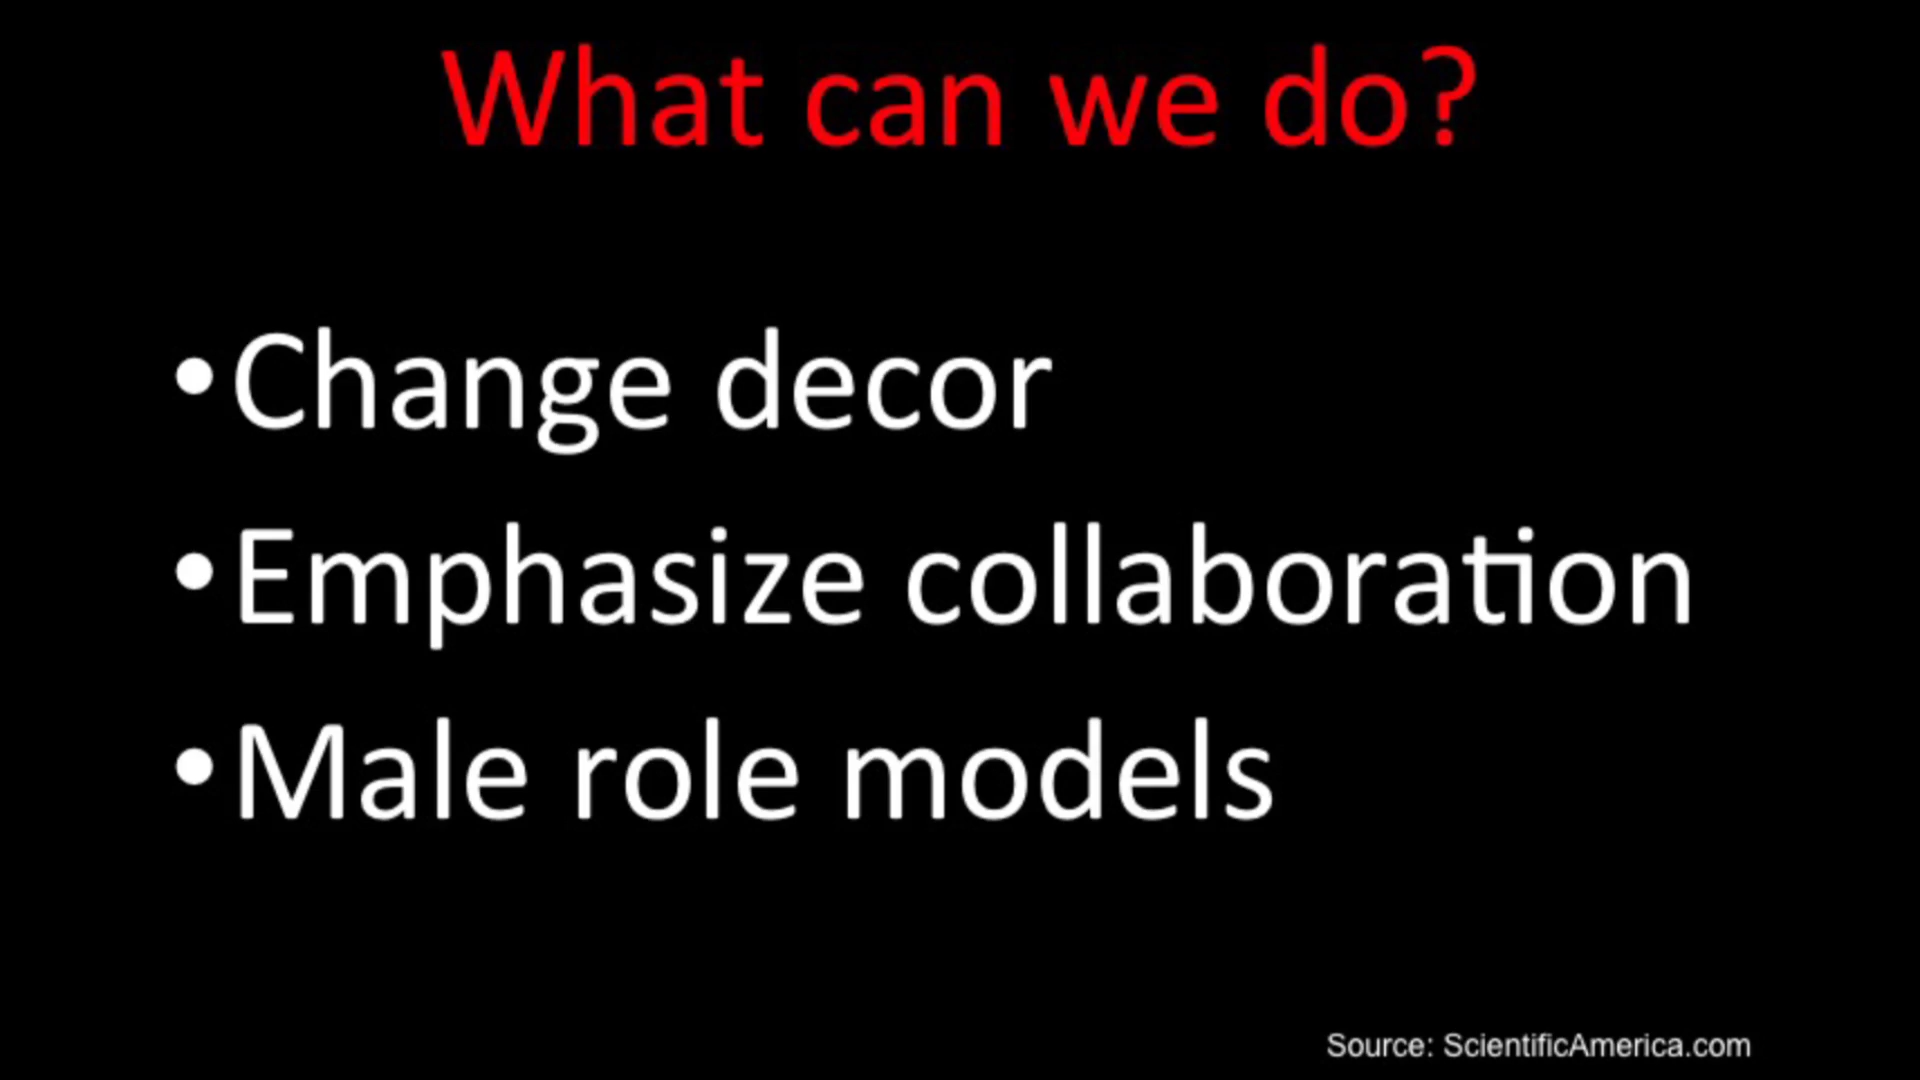 What can we do?
•Change decor
•Emphasize collaboration
•Male role models
Source: ScientificAmerica.com